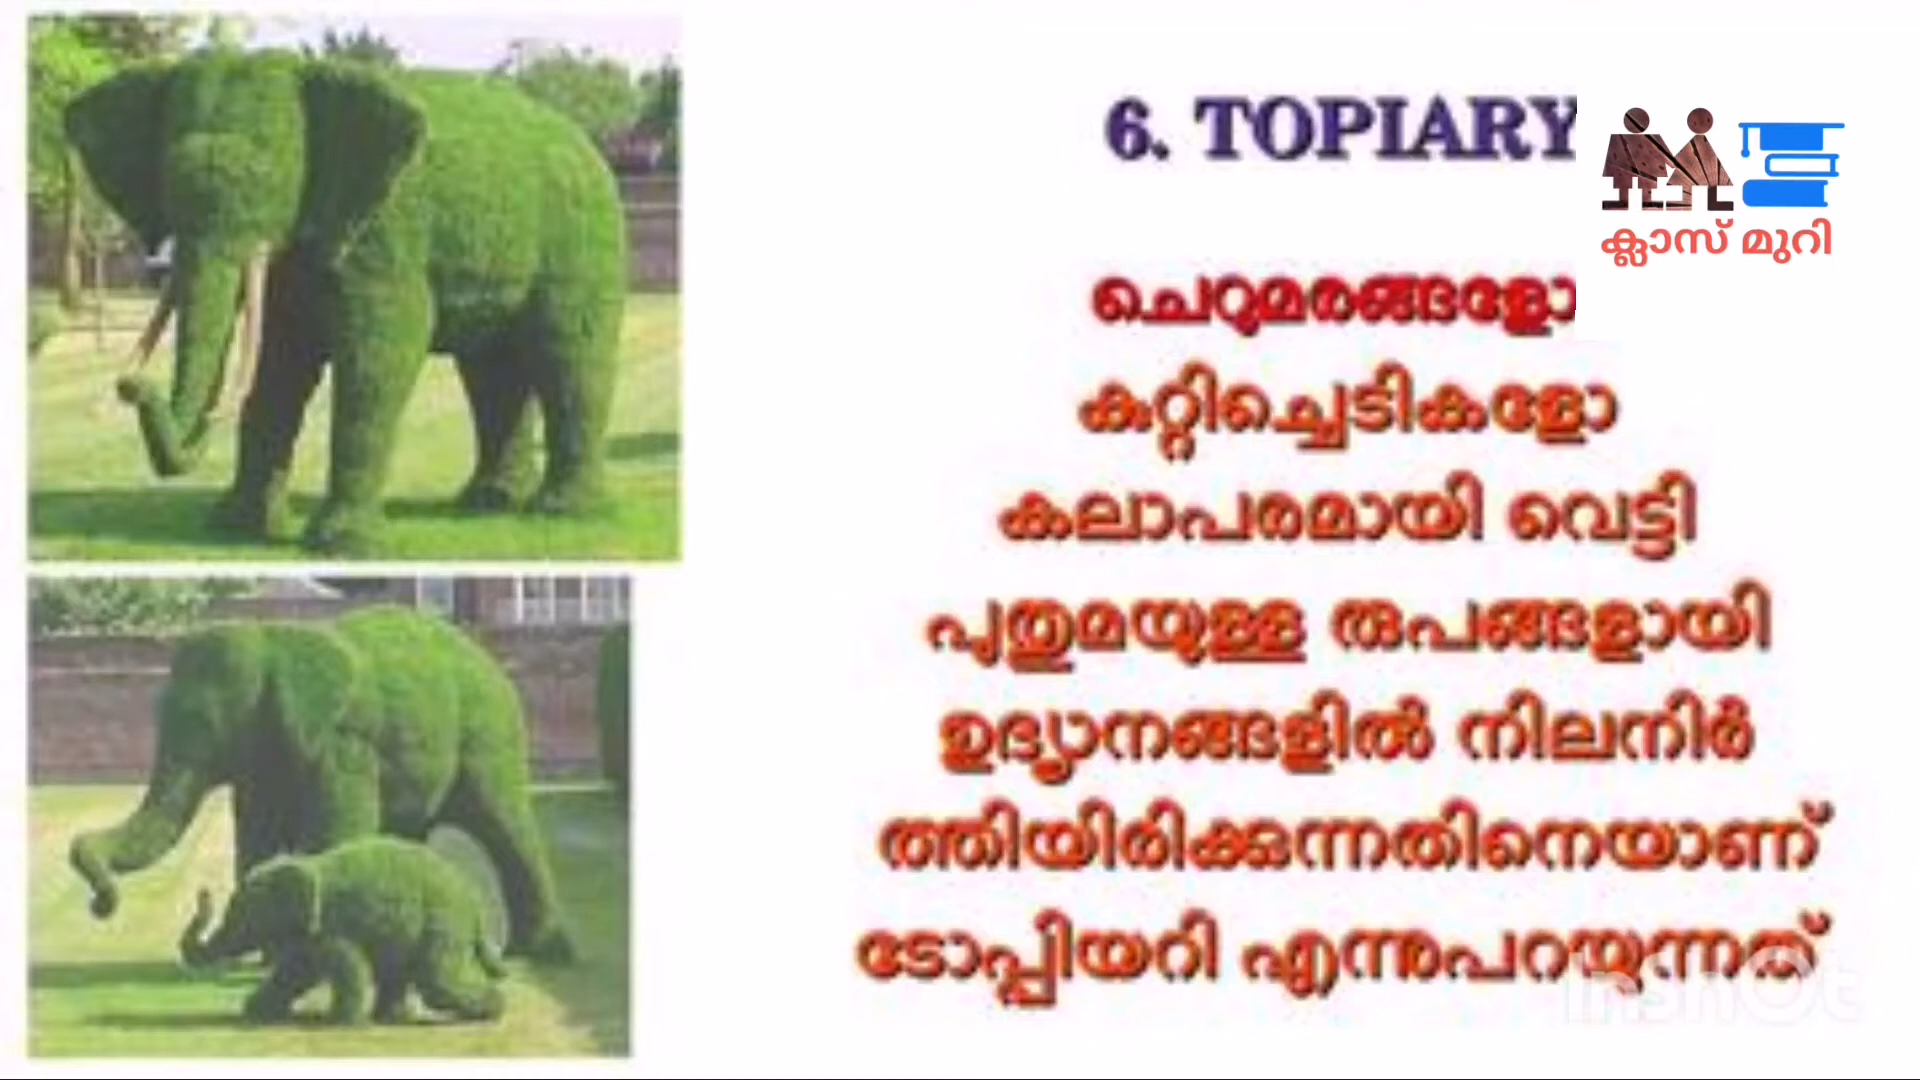 6. TOPIARY
ക്ലാസ് മുറി
ചെറുമരങ്ങളോ
കുറ്റിച്ചെടികളോ
കലാപരമായി വെട്ടി
പുതുമയുള്ള രൂപങ്ങളായി
ഉദ്യാനങ്ങളിൽ നിലനിർ
ത്തിയിരിക്കുന്നതിനെയാണ്
ടോപ്പിയറി എന്നുപറയുന്നത്
InShOt